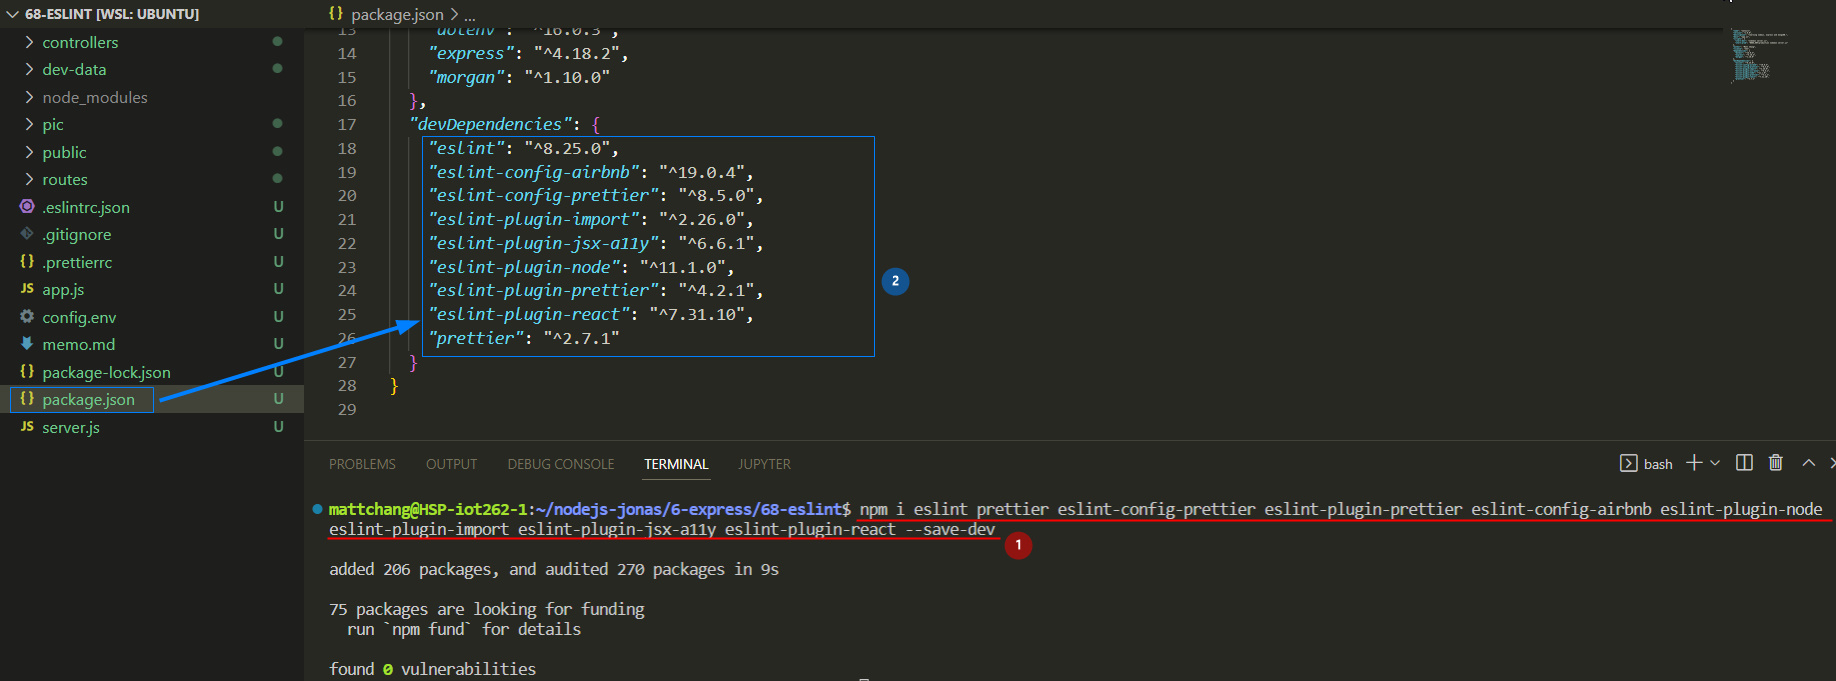 68-ESLINT [WSL: UBUNTU]
controllers
dev-data
node_modules
pic
public
routes
.eslintrc.json U
.gitignore U
{} .prettierrc U
JS app.js U
config.env U
memo.md U
{} package-lock.json U
{} package.json U
JS server.js U
{} package.json > ...
13 "dotenv": "^16.0.3",
14 "express": "^4.18.2",
15 "morgan": "^1.10.0"
16 },
17 "devDependencies": {
18 "eslint": "^8.25.0",
19 "eslint-config-airbnb": "^19.0.4",
20 "eslint-config-prettier": "^8.5.0",
21 "eslint-plugin-import": "^2.26.0",
22 "eslint-plugin-jsx-a11y": "^6.6.1",
23 "eslint-plugin-node": "^11.1.0",
24 "eslint-plugin-prettier": "^4.2.1",
25 "eslint-plugin-react": "^7.31.10",
26 "prettier": "^2.7.1"
27 }
28 }
29
2
PROBLEMS OUTPUT DEBUG CONSOLE TERMINAL JUPYTER
bash
mattchang@HSP-iot262-1:~/nodejs-jonas/6-express/68-eslint$ npm i eslint prettier eslint-config-prettier eslint-plugin-prettier eslint-config-airbnb eslint-plugin-node
eslint-plugin-import eslint-plugin-jsx-a11y eslint-plugin-react --save-dev
1
added 206 packages, and audited 270 packages in 9s
75 packages are looking for funding
run `npm fund` for details
found 0 vulnerabilities